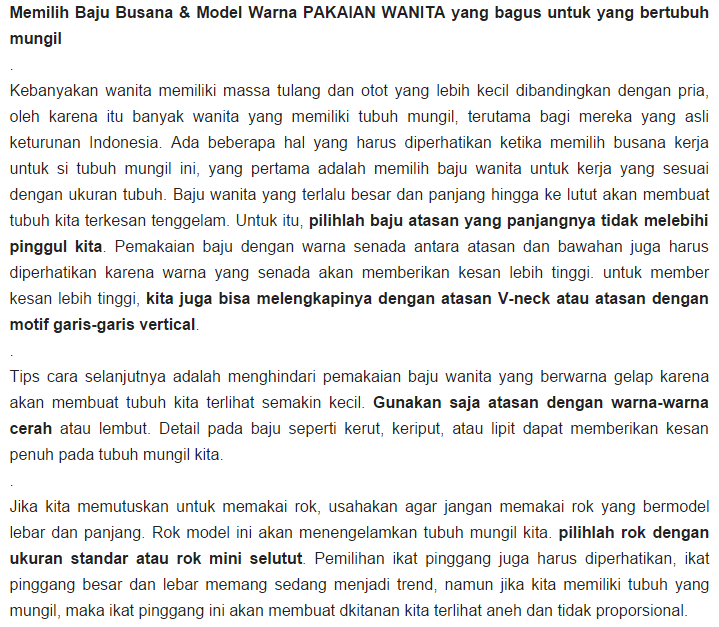 Memilih Baju Busana & Model Warna PAKAIAN WANITA yang bagus untuk yang bertubuh
mungil
.
Kebanyakan wanita memiliki massa tulang dan otot yang lebih kecil dibandingkan dengan pria,
oleh karena itu banyak wanita yang memiliki tubuh mungil, terutama bagi mereka yang asli
keturunan Indonesia. Ada beberapa hal yang harus diperhatikan ketika memilih busana kerja
untuk si tubuh mungil ini, yang pertama adalah memilih baju wanita untuk kerja yang sesuai
dengan ukuran tubuh. Baju wanita yang terlalu besar dan panjang hingga ke lutut akan membuat
tubuh kita terkesan tenggelam. Untuk itu, pilihlah baju atasan yang panjangnya tidak melebihi
pinggul kita. Pemakaian baju dengan warna senada antara atasan dan bawahan juga harus
diperhatikan karena warna yang senada akan memberikan kesan lebih tinggi. untuk member
kesan lebih tinggi, kita juga bisa melengkapinya dengan atasan V-neck atau atasan dengan
motif garis-garis vertical.
.
Tips cara selanjutnya adalah menghindari pemakaian baju wanita yang berwarna gelap karena
akan membuat tubuh kita terlihat semakin kecil. Gunakan saja atasan dengan warna-warna
cerah atau lembut. Detail pada baju seperti kerut, keriput, atau lipit dapat memberikan kesan
penuh pada tubuh mungil kita.
.
Jika kita memutuskan untuk memakai rok, usahakan agar jangan memakai rok yang bermodel
lebar dan panjang. Rok model ini akan menengelamkan tubuh mungil kita. pilihlah rok dengan
ukuran standar atau rok mini selutut. Pemilihan ikat pinggang juga harus diperhatikan, ikat
pinggang besar dan lebar memang sedang menjadi trend, namun jika kita memiliki tubuh yang
mungil, maka ikat pinggang ini akan membuat dkitanan kita terlihat aneh dan tidak proporsional.